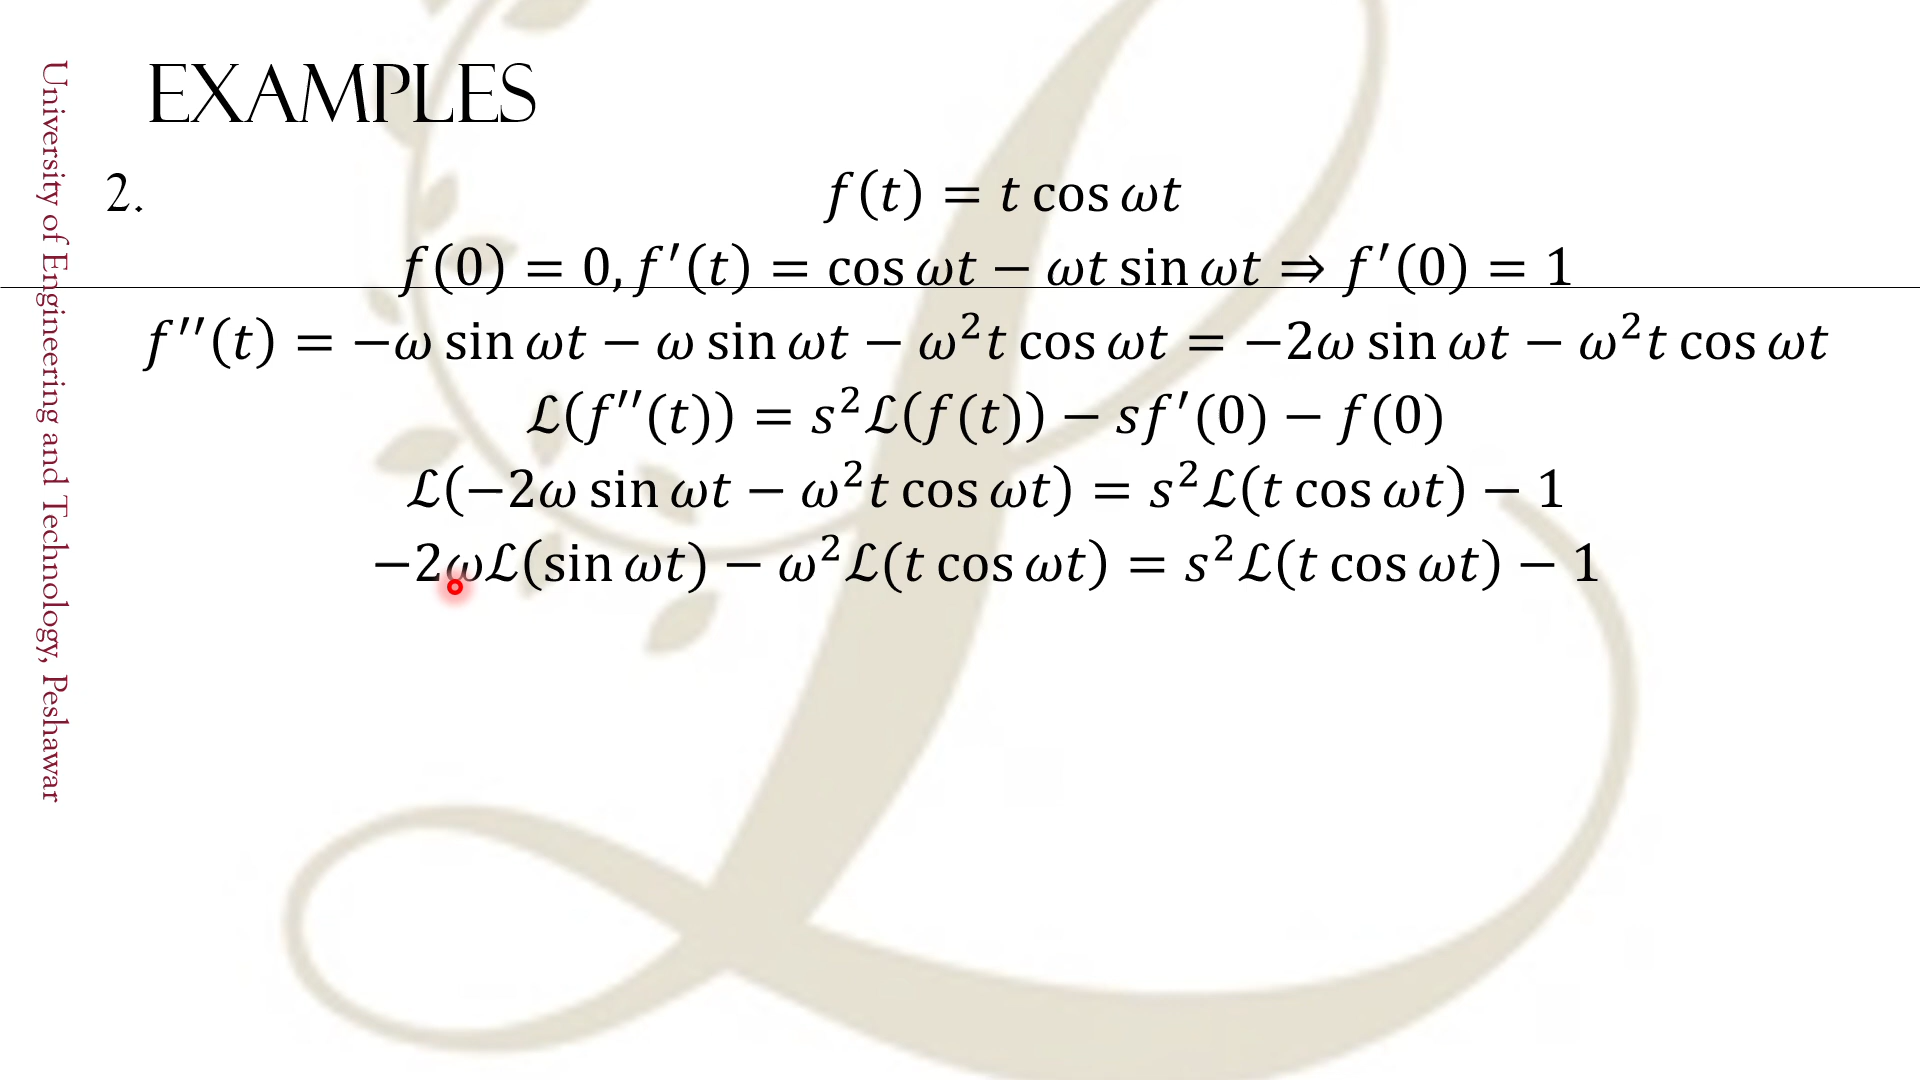 EXAMPLES
2. f(t) = t cos ωt
f(0) = 0, f′(t) = cos ωt − ωt sin ωt ⇒ f′(0) = 1
f′′(t) = −ω sin ωt − ω sin ωt − ω²t cos ωt = −2ω sin ωt − ω²t cos ωt
ℒ(f′′(t)) = s²ℒ(f(t)) − sf′(0) − f(0)
ℒ(−2ω sin ωt − ω²t cos ωt) = s²ℒ(t cos ωt) − 1
−2ωℒ(sin ωt) − ω²ℒ(t cos ωt) = s²ℒ(t cos ωt) − 1
University of Engineering and Technology, Peshawar